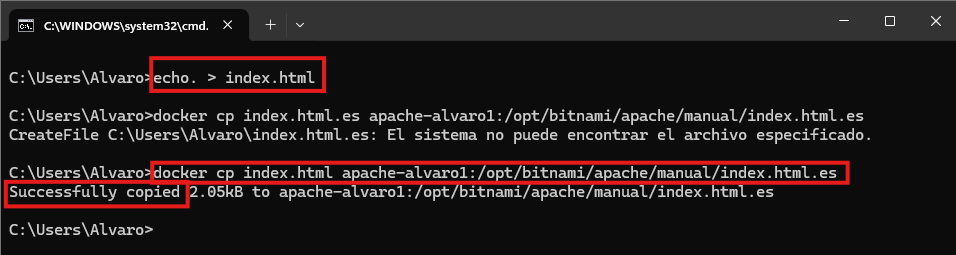 C:\WINDOWS\system32\cmd.
C:\Users\Alvaro>echo. > index.html
C:\Users\Alvaro>docker cp index.html.es apache-alvaro1:/opt/bitnami/apache/manual/index.html.es
CreateFile C:\Users\Alvaro\index.html.es: El sistema no puede encontrar el archivo especificado.
C:\Users\Alvaro>docker cp index.html apache-alvaro1:/opt/bitnami/apache/manual/index.html.es
Successfully copied 2.05kB to apache-alvaro1:/opt/bitnami/apache/manual/index.html.es
C:\Users\Alvaro>